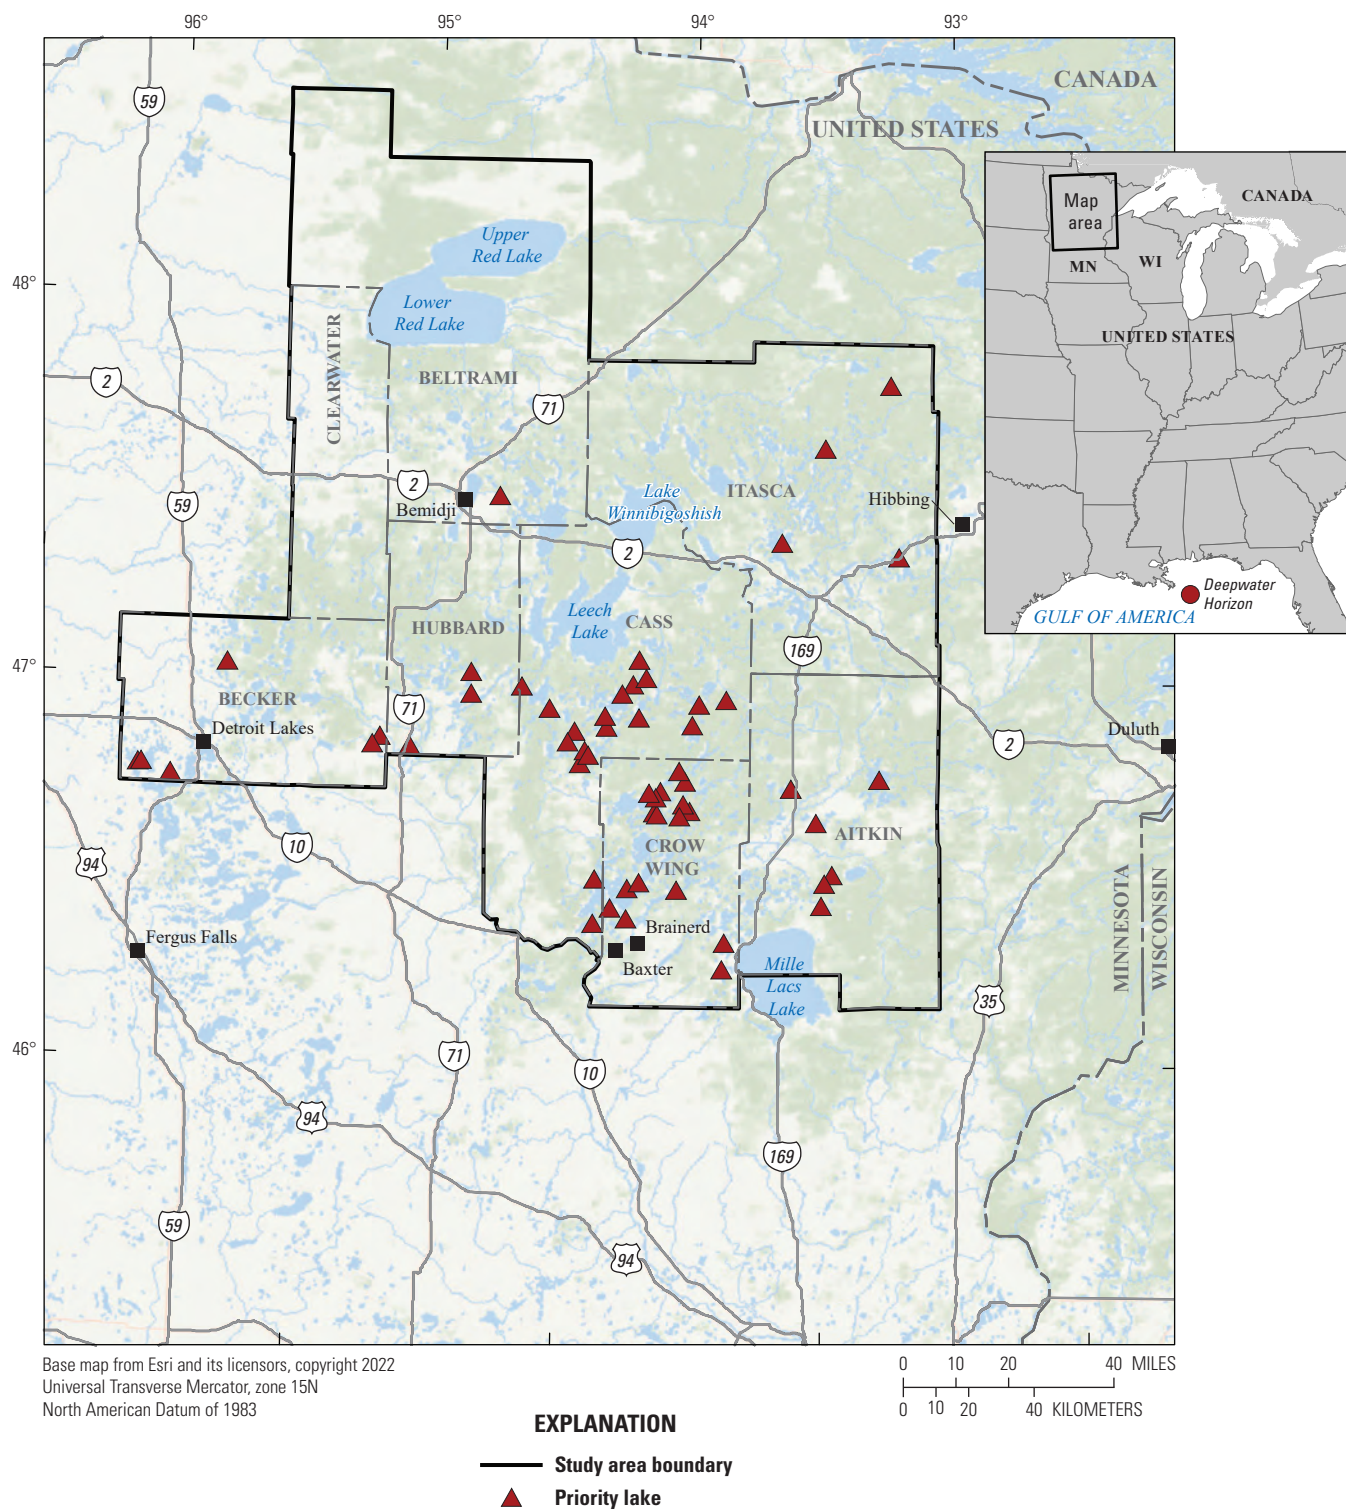 96°
95°
94°
93°
59
CANADA
UNITED STATES
Map
area
CANADA
MN
WI
UNITED STATES
Deepwater
Horizon
GULF OF AMERICA
Upper
Red Lake
48°
Lower
Red Lake
CLEARWATER
BELTRAMI
2
71
2
59
Bemidji
Lake
Winnibigoshish
ITASCA
Hibbing
2
Leech
Lake
CASS
HUBBARD
169
47°
BECKER
71
Detroit Lakes
2
Duluth
10
94
CROW
WING
AITKIN
MINNESOTA
WISCONSIN
Fergus Falls
Brainerd
Baxter
Mille
Lacs
Lake
35
46°
71
10
94
169
59
94
Base map from Esri and its licensors, copyright 2022
Universal Transverse Mercator, zone 15N
North American Datum of 1983
0 10 20 40 MILES
0 10 20 40 KILOMETERS
EXPLANATION
Study area boundary
Priority lake